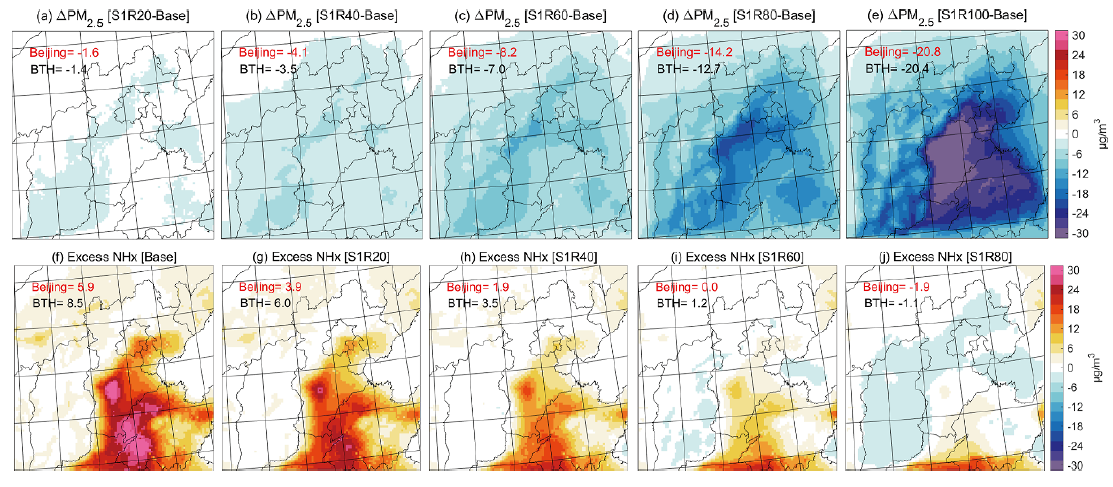 (a) ΔPM2.5 [S1R20-Base]
Beijing= -1.6
BTH= -1.4
(b) ΔPM2.5 [S1R40-Base]
Beijing= -4.1
BTH= -3.5
(c) ΔPM2.5 [S1R60-Base]
Beijing= -8.2
BTH= -7.0
(d) ΔPM2.5 [S1R80-Base]
Beijing= -14.2
BTH= -12.7
(e) ΔPM2.5 [S1R100-Base]
Beijing= -20.8
BTH= -20.4
30
24
18
12
6
0
-6
-12
-18
-24
-30
μg/m3
(f) Excess NHx [Base]
Beijing= 5.9
BTH= 8.5
(g) Excess NHx [S1R20]
Beijing= 3.9
BTH= 6.0
(h) Excess NHx [S1R40]
Beijing= 1.9
BTH= 3.5
(i) Excess NHx [S1R60]
Beijing= 0.0
BTH= 1.2
(j) Excess NHx [S1R80]
Beijing= -1.9
BTH= -1.1
30
24
18
12
6
0
-6
-12
-18
-24
-30
μg/m3